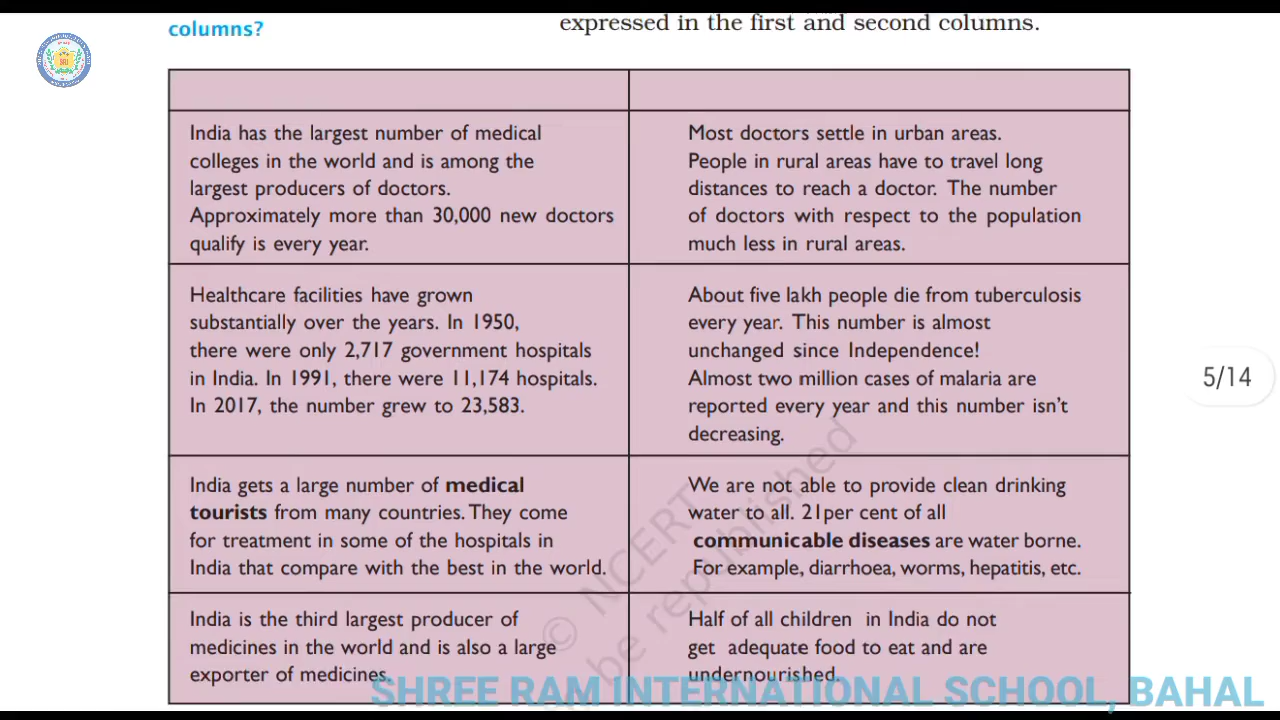 columns?
expressed in the first and second columns.
India has the largest number of medical
colleges in the world and is among the
largest producers of doctors.
Approximately more than 30,000 new doctors
qualify is every year.
Most doctors settle in urban areas.
People in rural areas have to travel long
distances to reach a doctor. The number
of doctors with respect to the population
much less in rural areas.
Healthcare facilities have grown
substantially over the years. In 1950,
there were only 2,717 government hospitals
in India. In 1991, there were 11,174 hospitals.
In 2017, the number grew to 23,583.
About five lakh people die from tuberculosis
every year. This number is almost
unchanged since Independence!
Almost two million cases of malaria are
reported every year and this number isn't
decreasing.
5/14
India gets a large number of medical
tourists from many countries. They come
for treatment in some of the hospitals in
India that compare with the best in the world.
We are not able to provide clean drinking
water to all. 21per cent of all
communicable diseases are water borne.
For example, diarrhoea, worms, hepatitis, etc.
India is the third largest producer of
medicines in the world and is also a large
exporter of medicines.
Half of all children in India do not
get adequate food to eat and are
undernourished.
© NCERT
be republished
SHREE RAM INTERNATIONAL SCHOOL, BAHAL